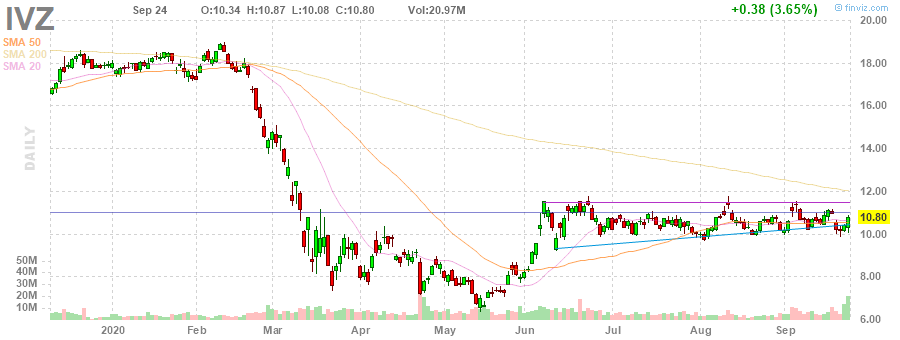 IVZ
Sep 24 O:10.34 H:10.87 L:10.08 C:10.80 Vol:20.97M
+0.38 (3.65%)
© finviz.com
SMA 50
SMA 200
SMA 20
DAILY
20.00
18.00
16.00
14.00
12.00
10.80
10.00
8.00
6.00
50M
40M
30M
20M
10M
2020 Feb Mar Apr May Jun Jul Aug Sep